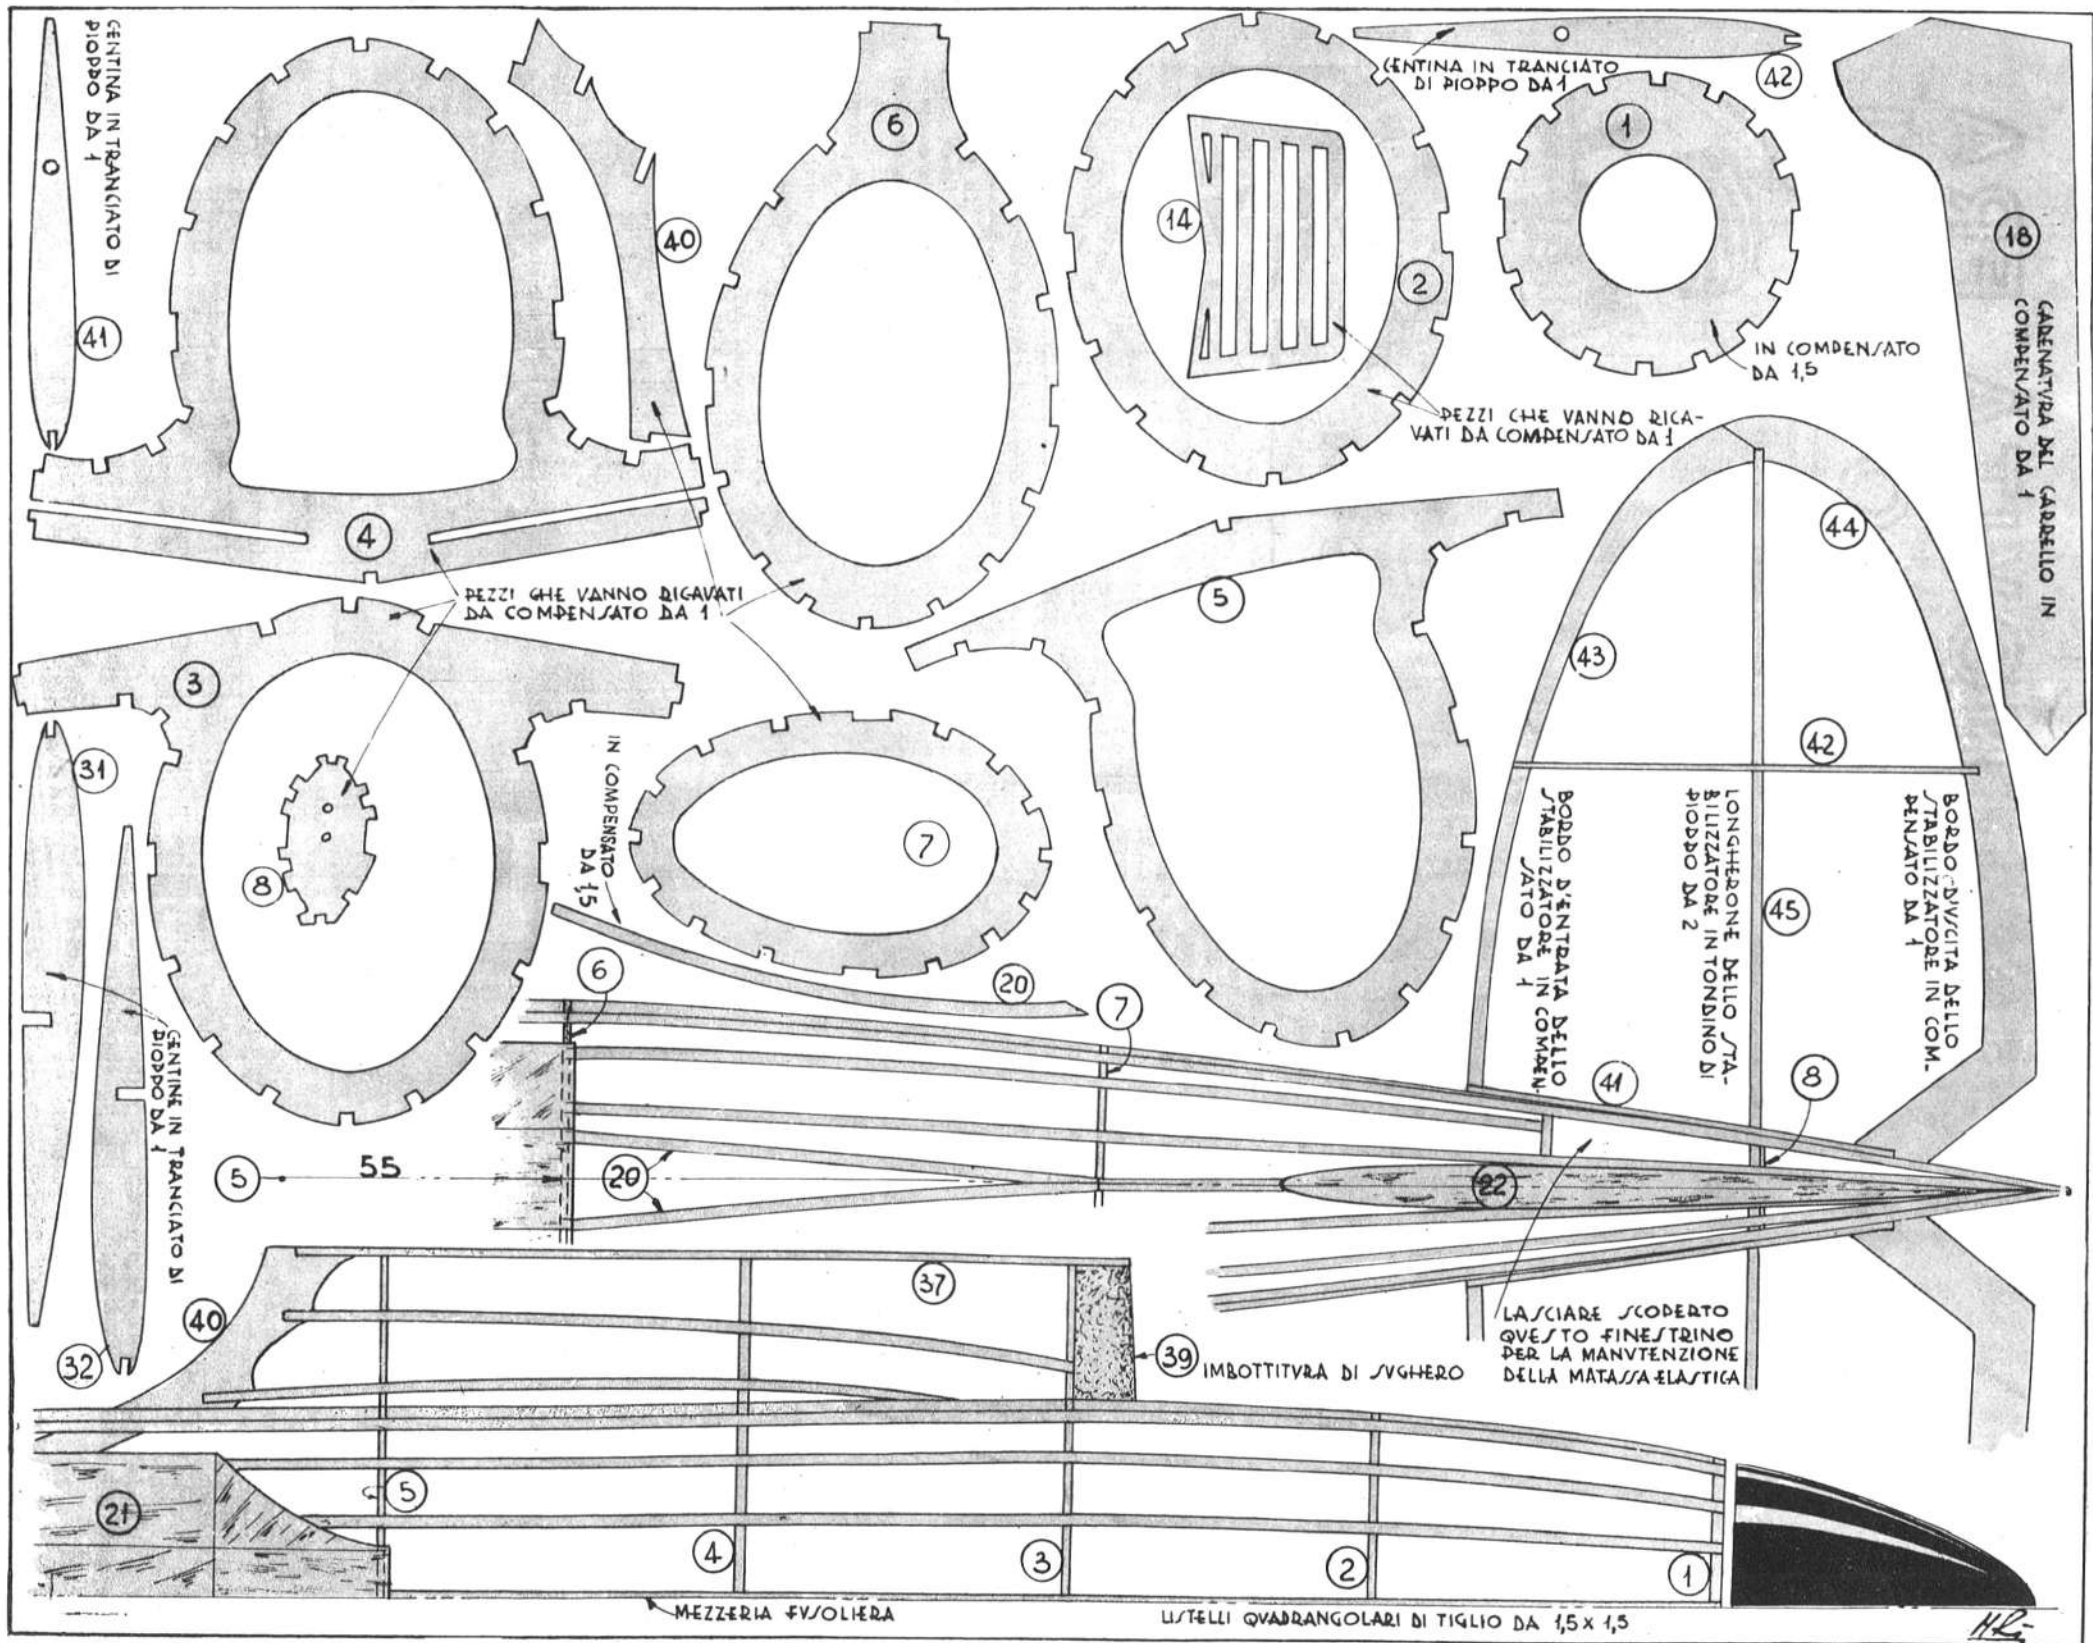 CENTINA IN TRANCIATO DI
PIOPPO DA 1
41
40
6
14
2
CENTINA IN TRANCIATO
DI PIOPPO DA 1
42
1
IN COMPENSATO
DA 1,5
18
CARENATURA DEL CARRELLO IN
COMPENSATO DA 1
PEZZI CHE VANNO RICA-
VATI DA COMPENSATO DA 1
4
PEZZI CHE VANNO RICAVATI
DA COMPENSATO DA 1
3
5
44
43
42
31
8
IN COMPENSATO
DA 1,5
7
BORDO D'ENTRATA DELLO
STABILIZZATORE IN COMPEN-
SATO DA 1
LONGHERONE DELLO STA-
BILIZZATORE IN TONDINO DI
PIOPPO DA 2
45
BORDO D'UCITA DELLO
STABILIZZATORE IN COM-
PENSATO DA 1
6
20
7
41
8
CENTINE IN TRANCIATO DI
PIOPPO DA 1
5
55
20
22
32
40
37
39
IMBOTTITURA DI SUGHERO
LASCIARE SCOPERTO
QUESTO FINESTRINO
PER LA MANUTENZIONE
DELLA MATASSA ELASTICA
21
5
4
3
2
1
MEZZERIA FUSOLIERA
LISTELLI QUADRANGOLARI DI TIGLIO DA 1,5 x 1,5